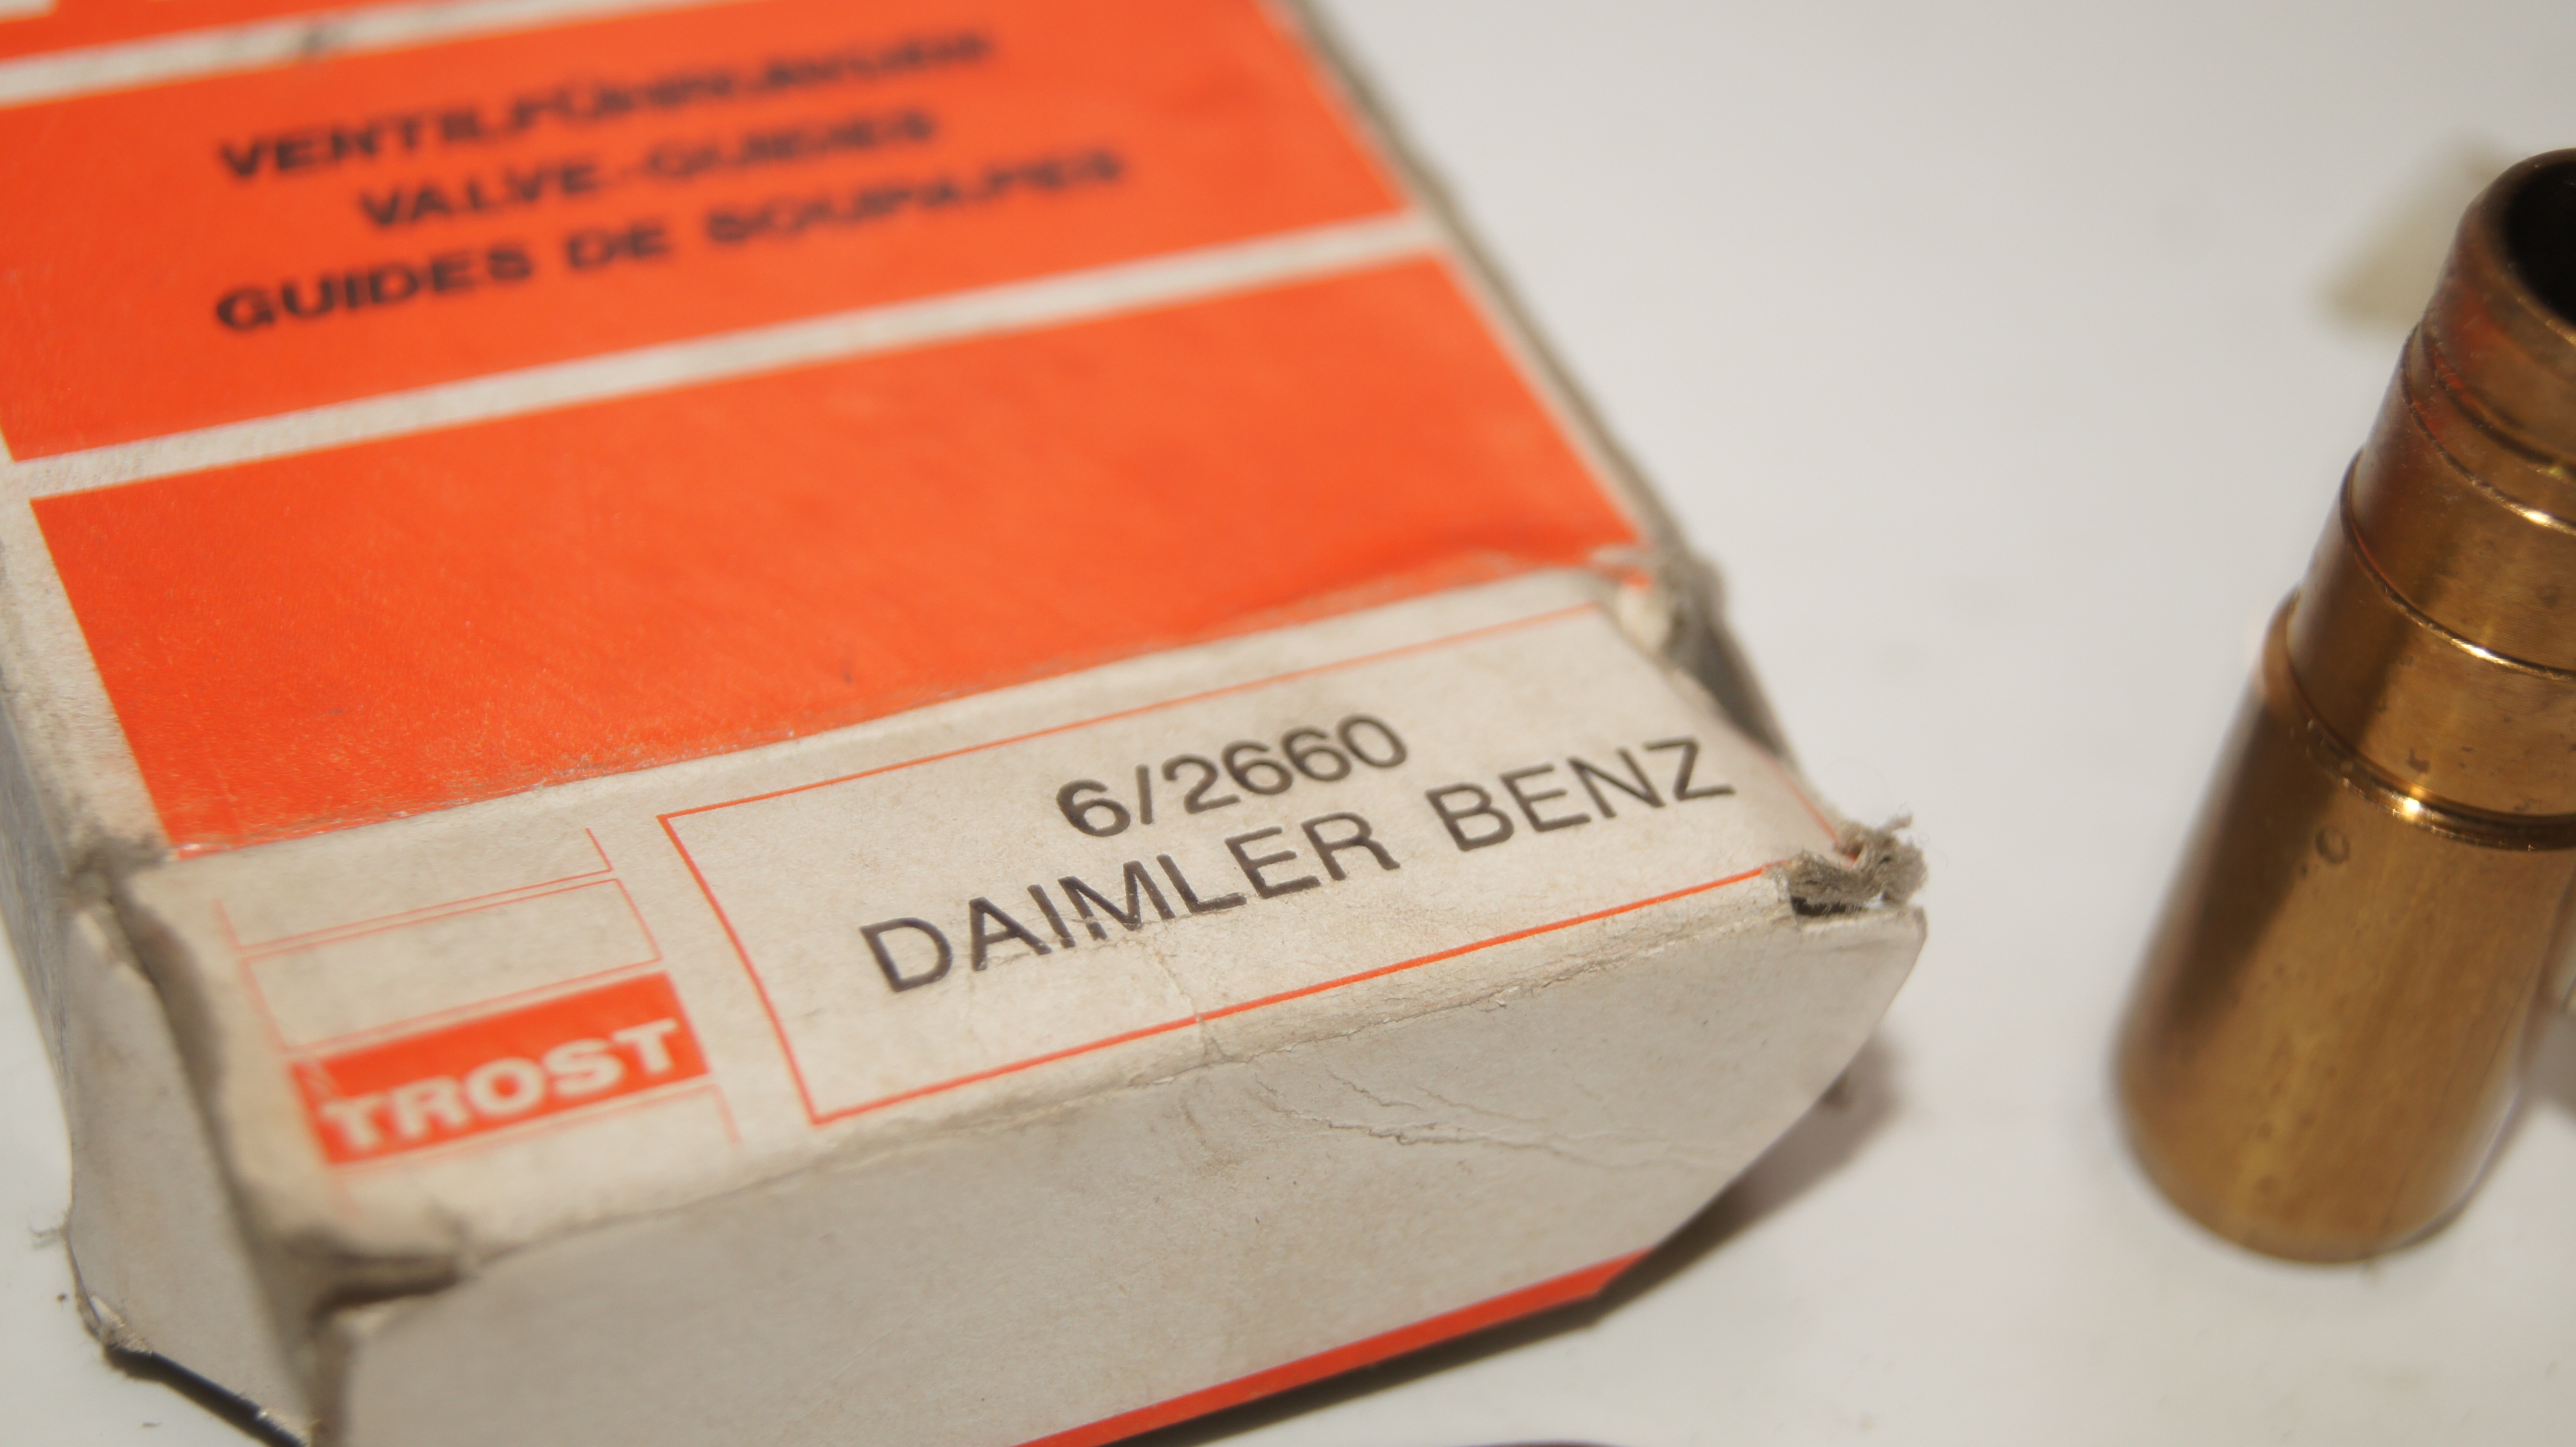 VENTILFÜHRUNGEN
VALVE-GUIDES
GUIDES DE SOUPAPES
6/2660
DAIMLER BENZ
TROST